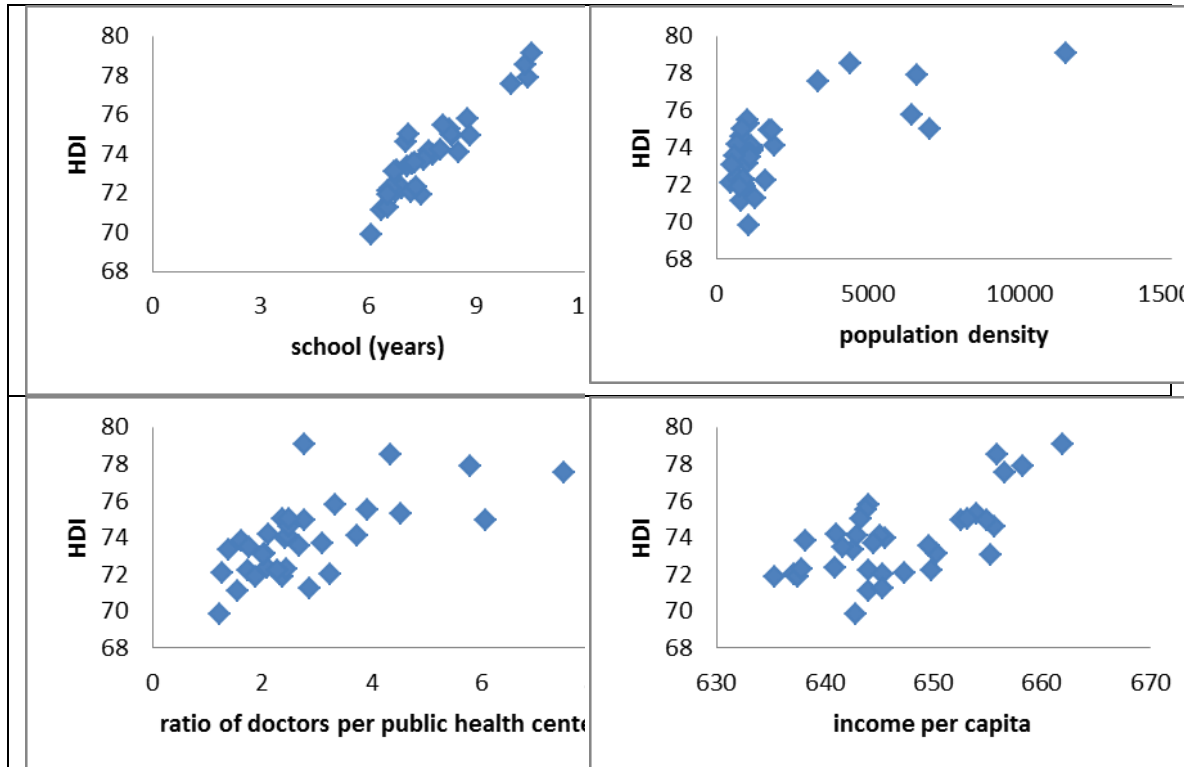 80
78
76
74
72
70
68
HDI
0 3 6 9 1
school (years)
80
78
76
74
72
70
68
HDI
0 5000 10000 1500
population density
80
78
76
74
72
70
68
HDI
0 2 4 6
ratio of doctors per public health cente
80
78
76
74
72
70
68
HDI
630 640 650 660 670
income per capita